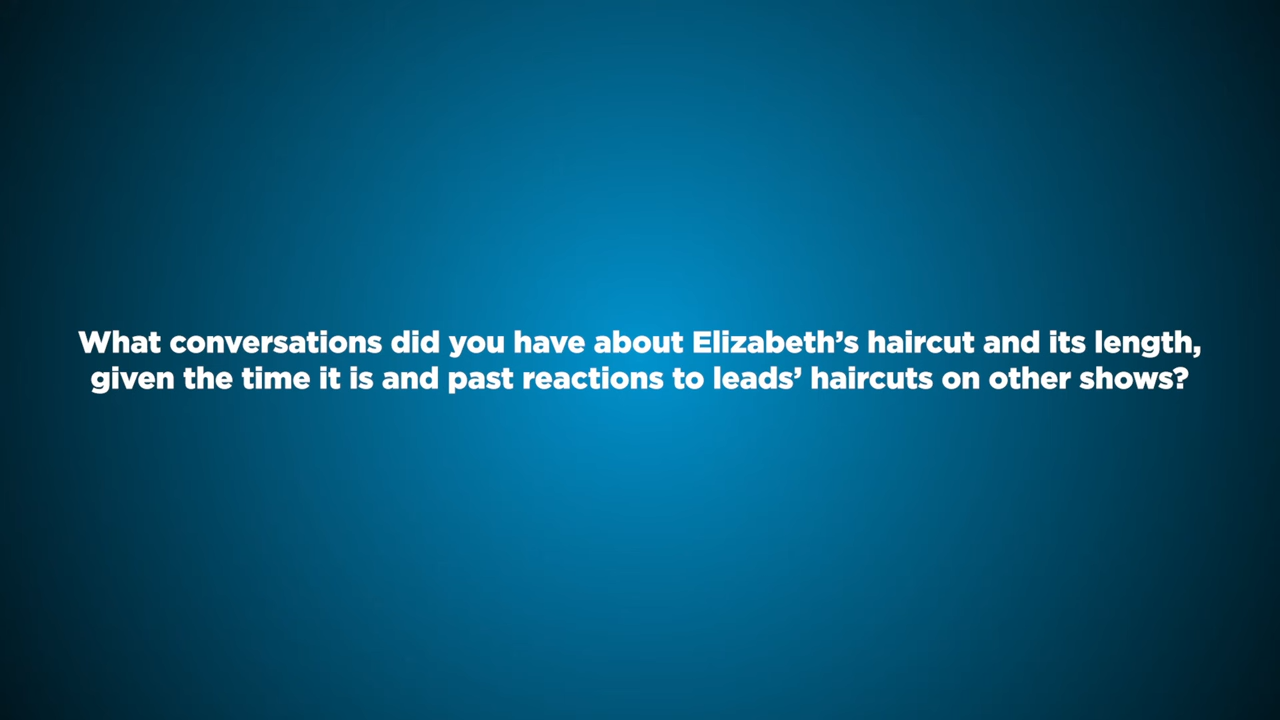 What conversations did you have about Elizabeth’s haircut and its length,
given the time it is and past reactions to leads’ haircuts on other shows?